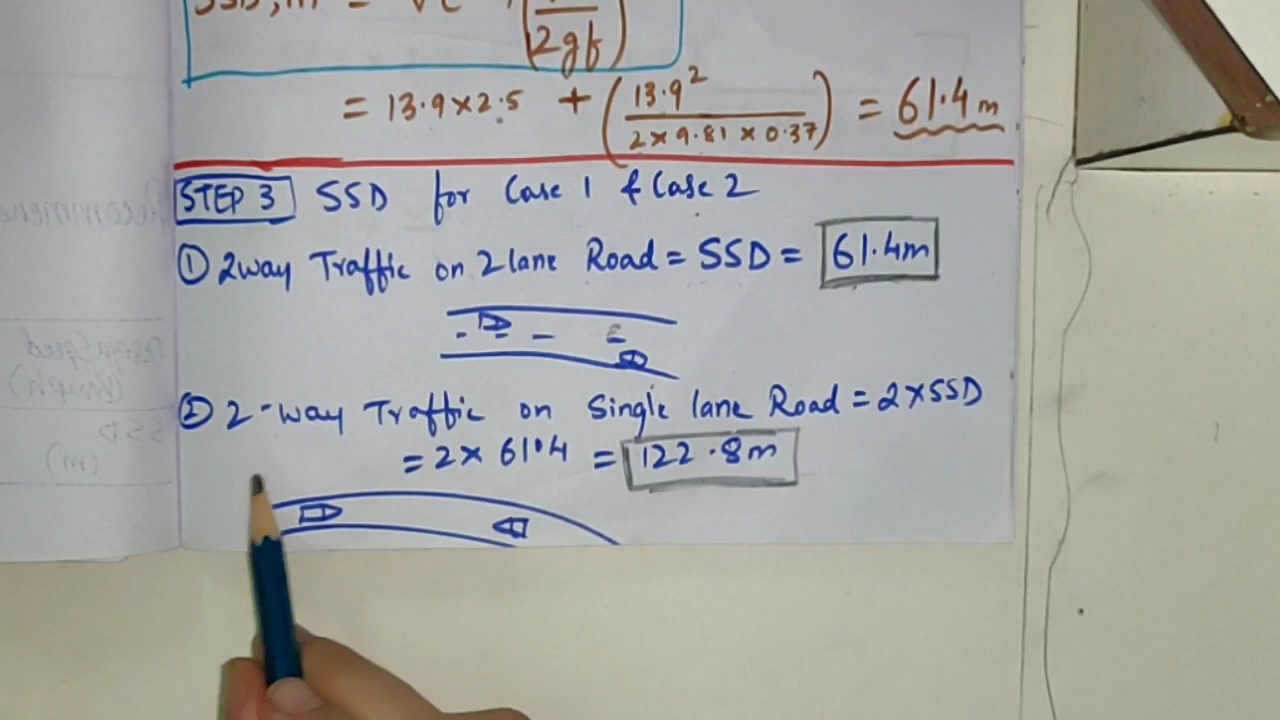 SSD, m =
2gf
= 13.9 × 2.5 + ( 13.9² / 2 × 9.81 × 0.37 ) = 61.4 m
STEP 3 SSD for Case 1 & Case 2
① 2way Traffic on 2 lane Road = SSD = 61.4m
② 2-way Traffic on Single lane Road = 2×SSD
= 2× 61.4 = 122.8m